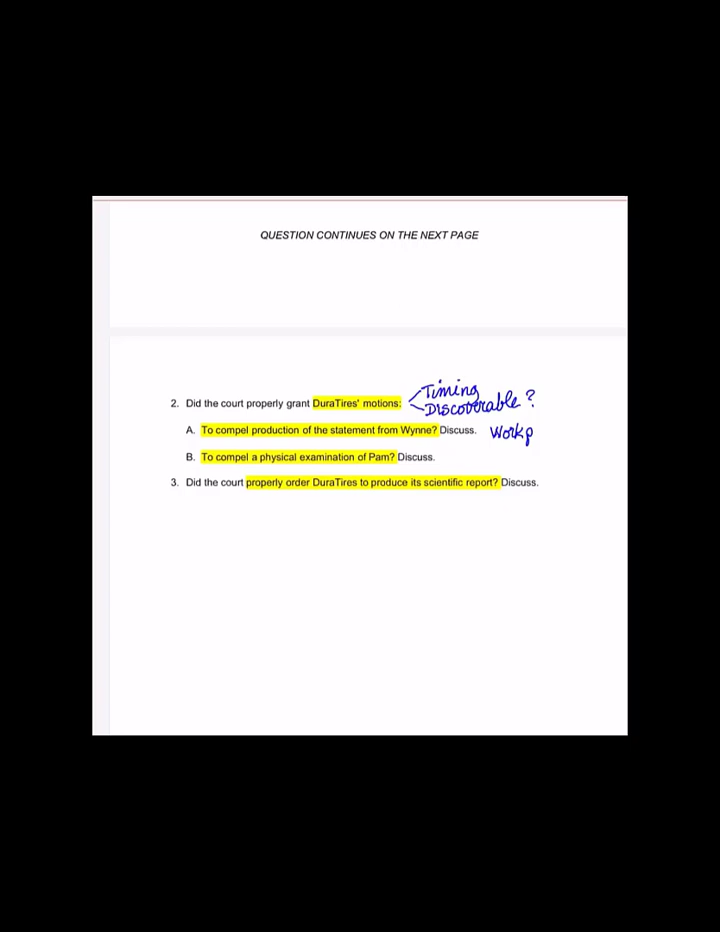 QUESTION CONTINUES ON THE NEXT PAGE
Timing
2. Did the court properly grant DuraTires' motions: Discoverable ?
A. To compel production of the statement from Wynne? Discuss. Workp
B. To compel a physical examination of Pam? Discuss.
3. Did the court properly order DuraTires to produce its scientific report? Discuss.